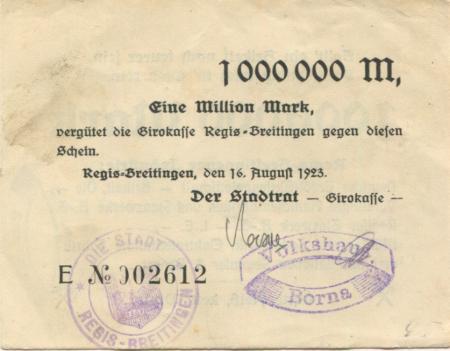 1000000 M,
Eine Million Mark,
vergütet die Girokasse Regis-Breitingen gegen diesen
Schein.
Regis-Breitingen, den 16. August 1923.
Der Stadtrat — Girokasse —
E № 002612
DIE STADT
REGIS-BREITINGEN
Volkshaus
Borna